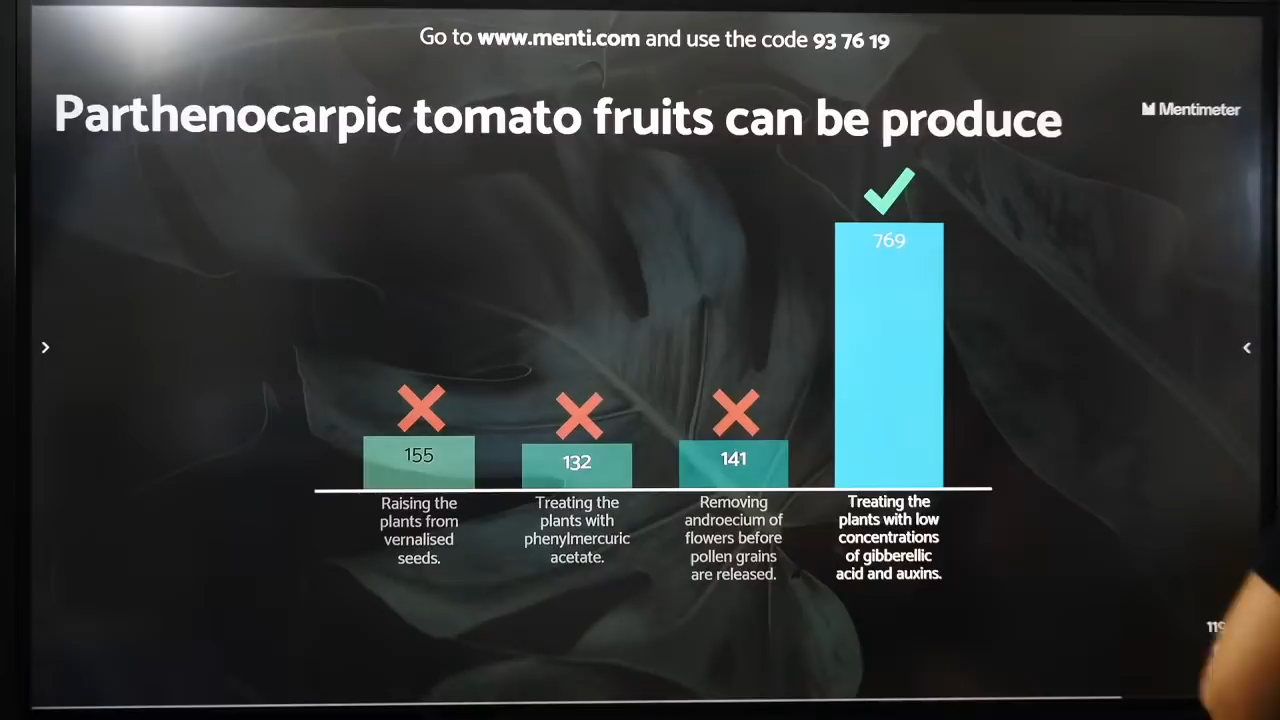 Go to www.menti.com and use the code 93 76 19
Parthenocarpic tomato fruits can be produce
Mentimeter
769
155
132
141
Raising the
plants from
vernalised
seeds.
Treating the
plants with
phenylmercuric
acetate.
Removing
androecium of
flowers before
pollen grains
are released.
Treating the
plants with low
concentrations
of gibberellic
acid and auxins.